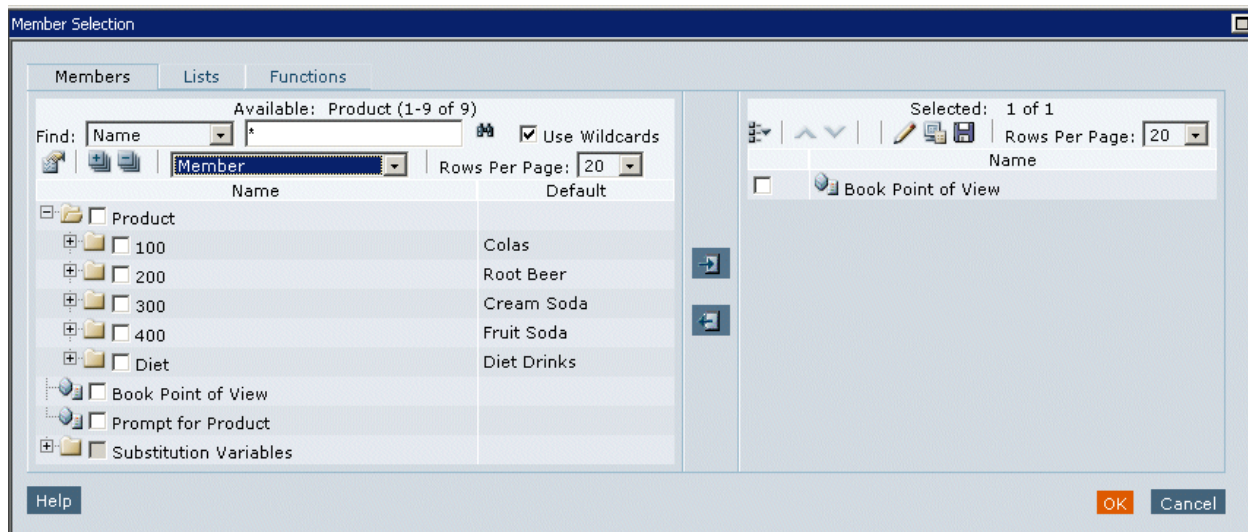 Member Selection
Members Lists Functions
Available: Product (1-9 of 9)
Find: Name * Use Wildcards
Member Rows Per Page: 20
Name Default
Product
100 Colas
200 Root Beer
300 Cream Soda
400 Fruit Soda
Diet Diet Drinks
Book Point of View
Prompt for Product
Substitution Variables
Selected: 1 of 1
Rows Per Page: 20
Name
Book Point of View
Help OK Cancel